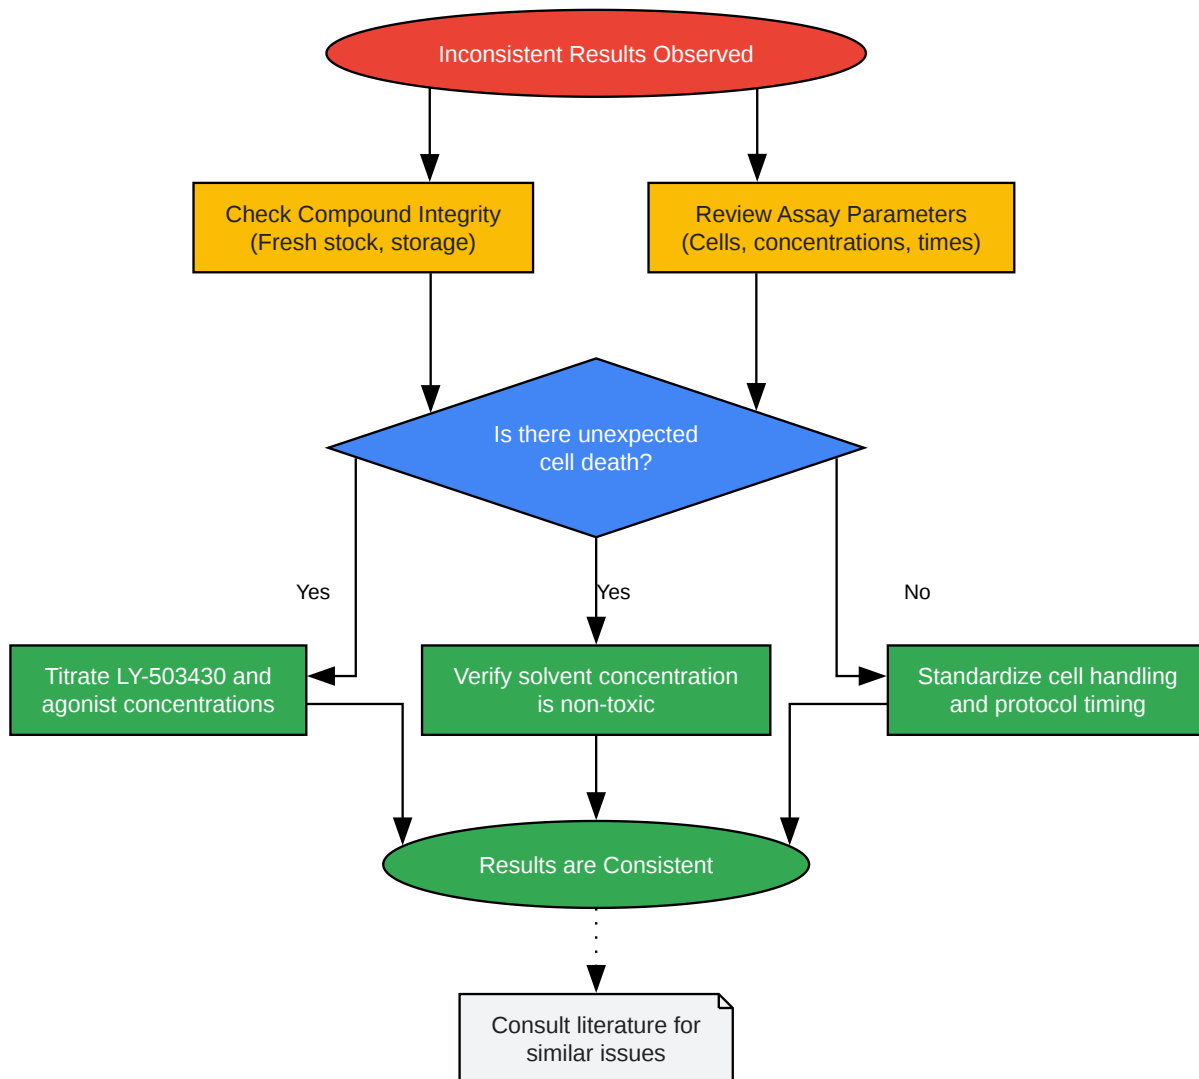 Inconsistent Results Observed
Check Compound Integrity
(Fresh stock, storage)
Review Assay Parameters
(Cells, concentrations, times)
Is there unexpected
cell death?
Yes
Yes
No
Titrate LY-503430 and
agonist concentrations
Verify solvent concentration
is non-toxic
Standardize cell handling
and protocol timing
Results are Consistent
Consult literature for
similar issues